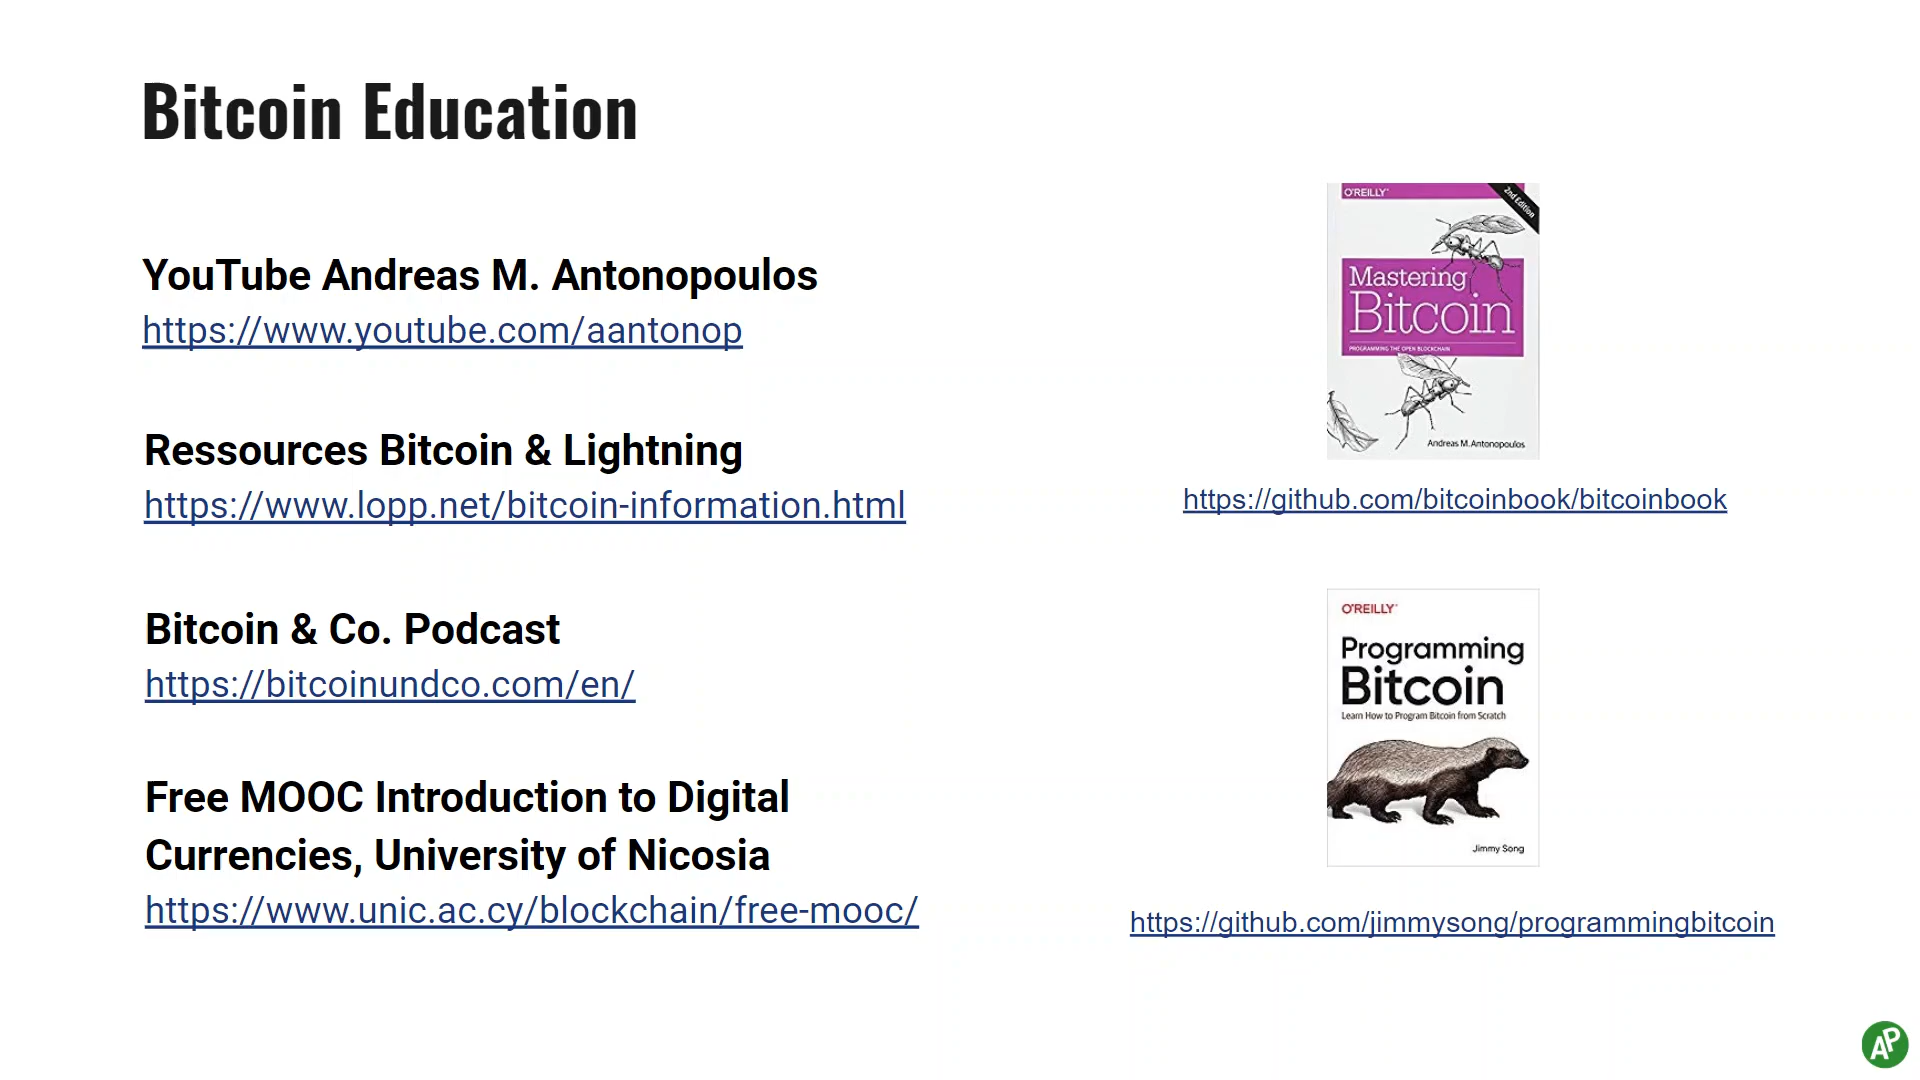 Bitcoin Education
YouTube Andreas M. Antonopoulos
https://www.youtube.com/aantonop
Ressources Bitcoin & Lightning
https://www.lopp.net/bitcoin-information.html
Bitcoin & Co. Podcast
https://bitcoinundco.com/en/
Free MOOC Introduction to Digital
Currencies, University of Nicosia
https://www.unic.ac.cy/blockchain/free-mooc/
O'REILLY
2nd Edition
Mastering
Bitcoin
PROGRAMMING THE OPEN BLOCKCHAIN
Andreas M. Antonopoulos
https://github.com/bitcoinbook/bitcoinbook
O'REILLY
Programming
Bitcoin
Learn How to Program Bitcoin from Scratch
Jimmy Song
https://github.com/jimmysong/programmingbitcoin
AP